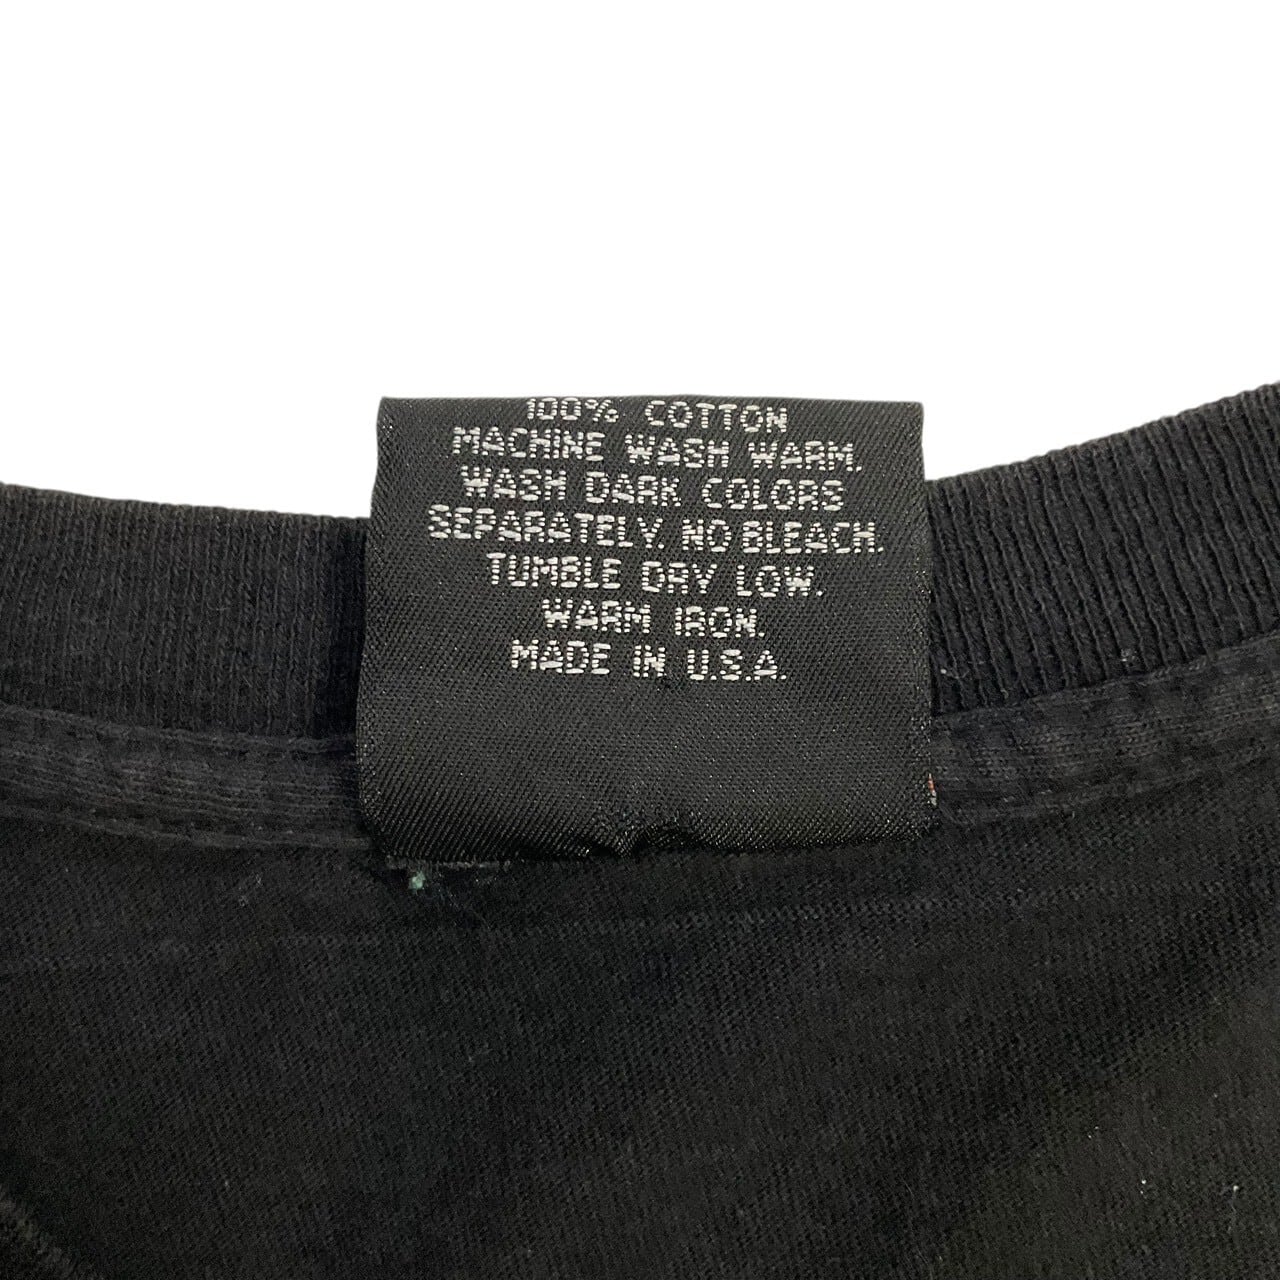 100% COTTON
MACHINE WASH WARM.
WASH DARK COLORS
SEPARATELY. NO BLEACH.
TUMBLE DRY LOW.
WARM IRON.
MADE IN U.S.A.